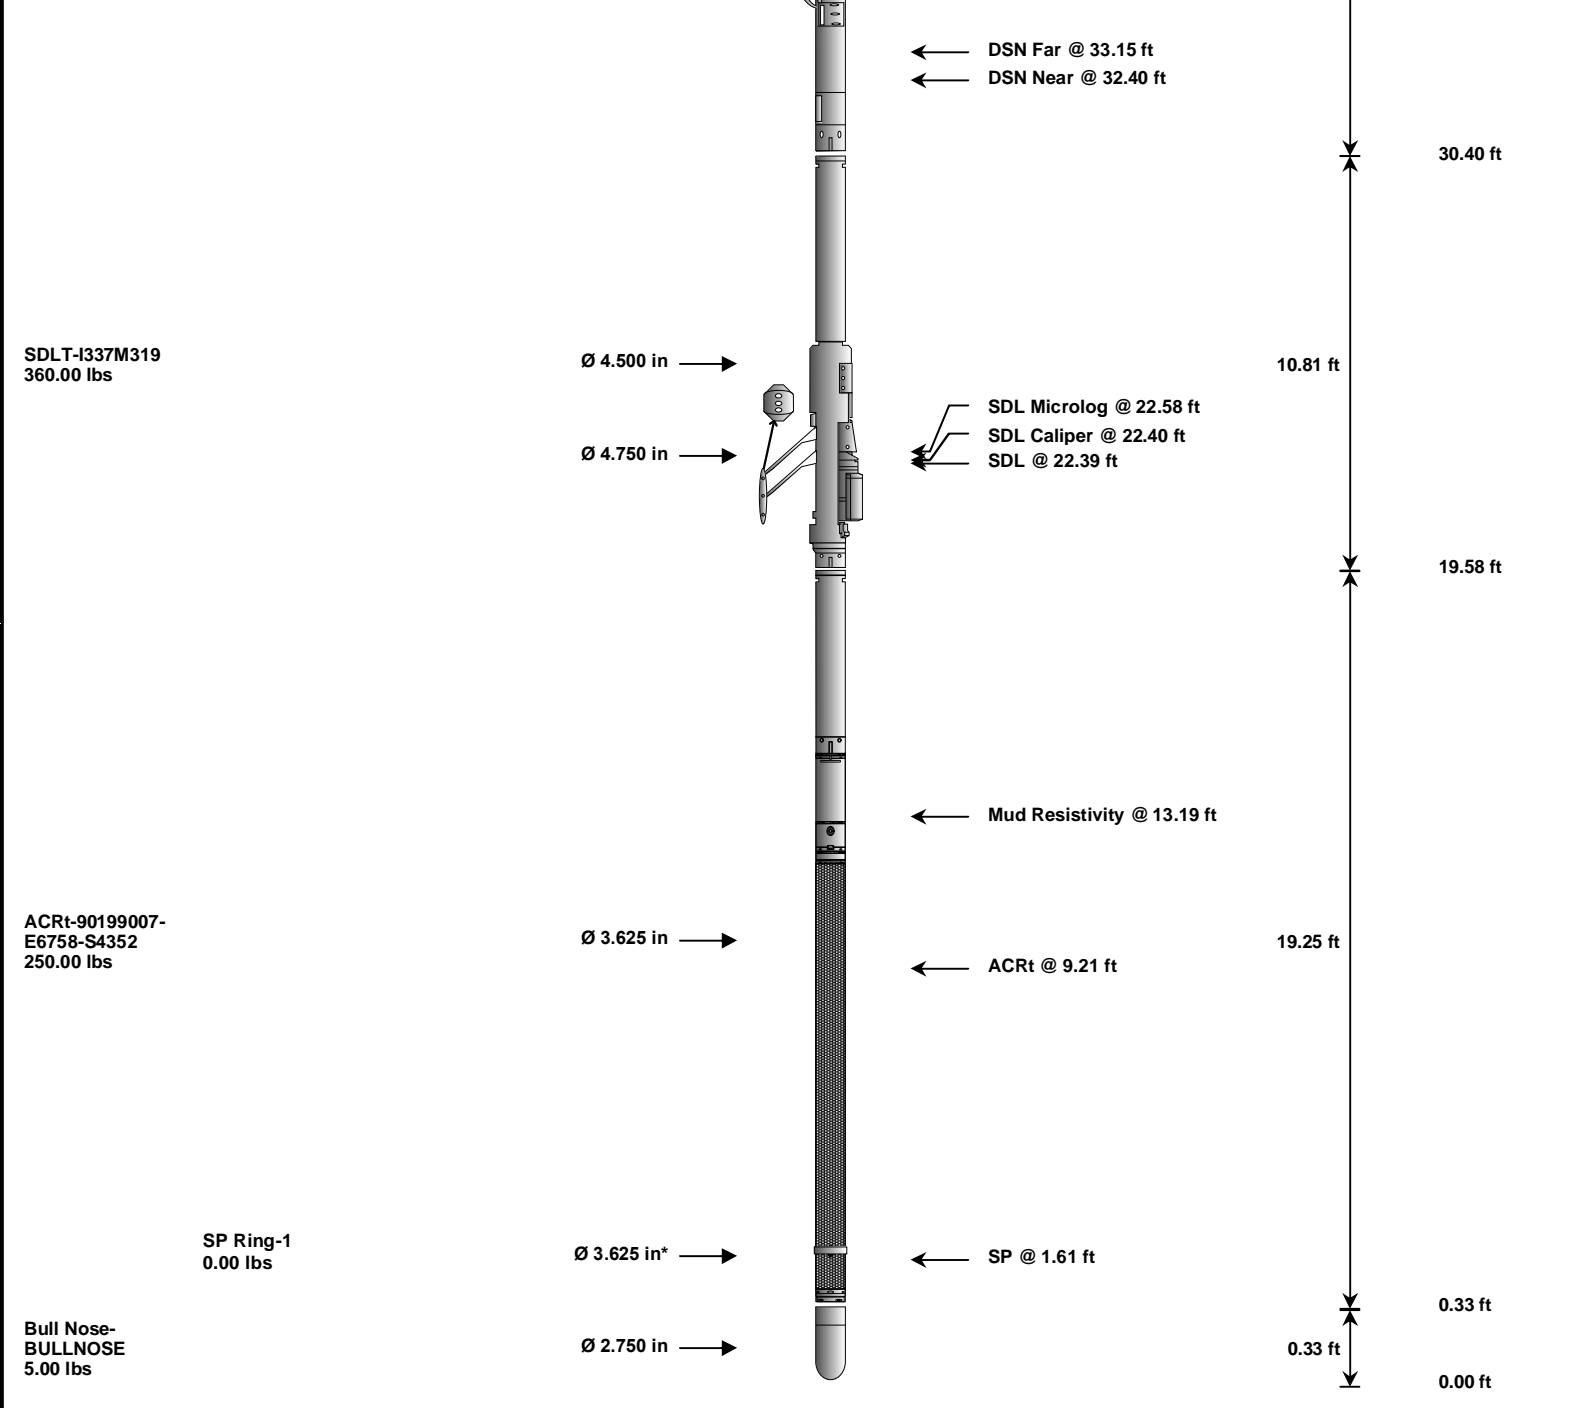 DSN Far @ 33.15 ft
DSN Near @ 32.40 ft
30.40 ft
SDLT-I337M319
360.00 lbs
Ø 4.500 in
10.81 ft
SDL Microlog @ 22.58 ft
SDL Caliper @ 22.40 ft
Ø 4.750 in
SDL @ 22.39 ft
19.58 ft
Mud Resistivity @ 13.19 ft
ACRt-90199007-
E6758-S4352
250.00 lbs
Ø 3.625 in
19.25 ft
ACRt @ 9.21 ft
SP Ring-1
0.00 lbs
Ø 3.625 in*
SP @ 1.61 ft
0.33 ft
Bull Nose-
BULLNOSE
5.00 lbs
Ø 2.750 in
0.33 ft
0.00 ft